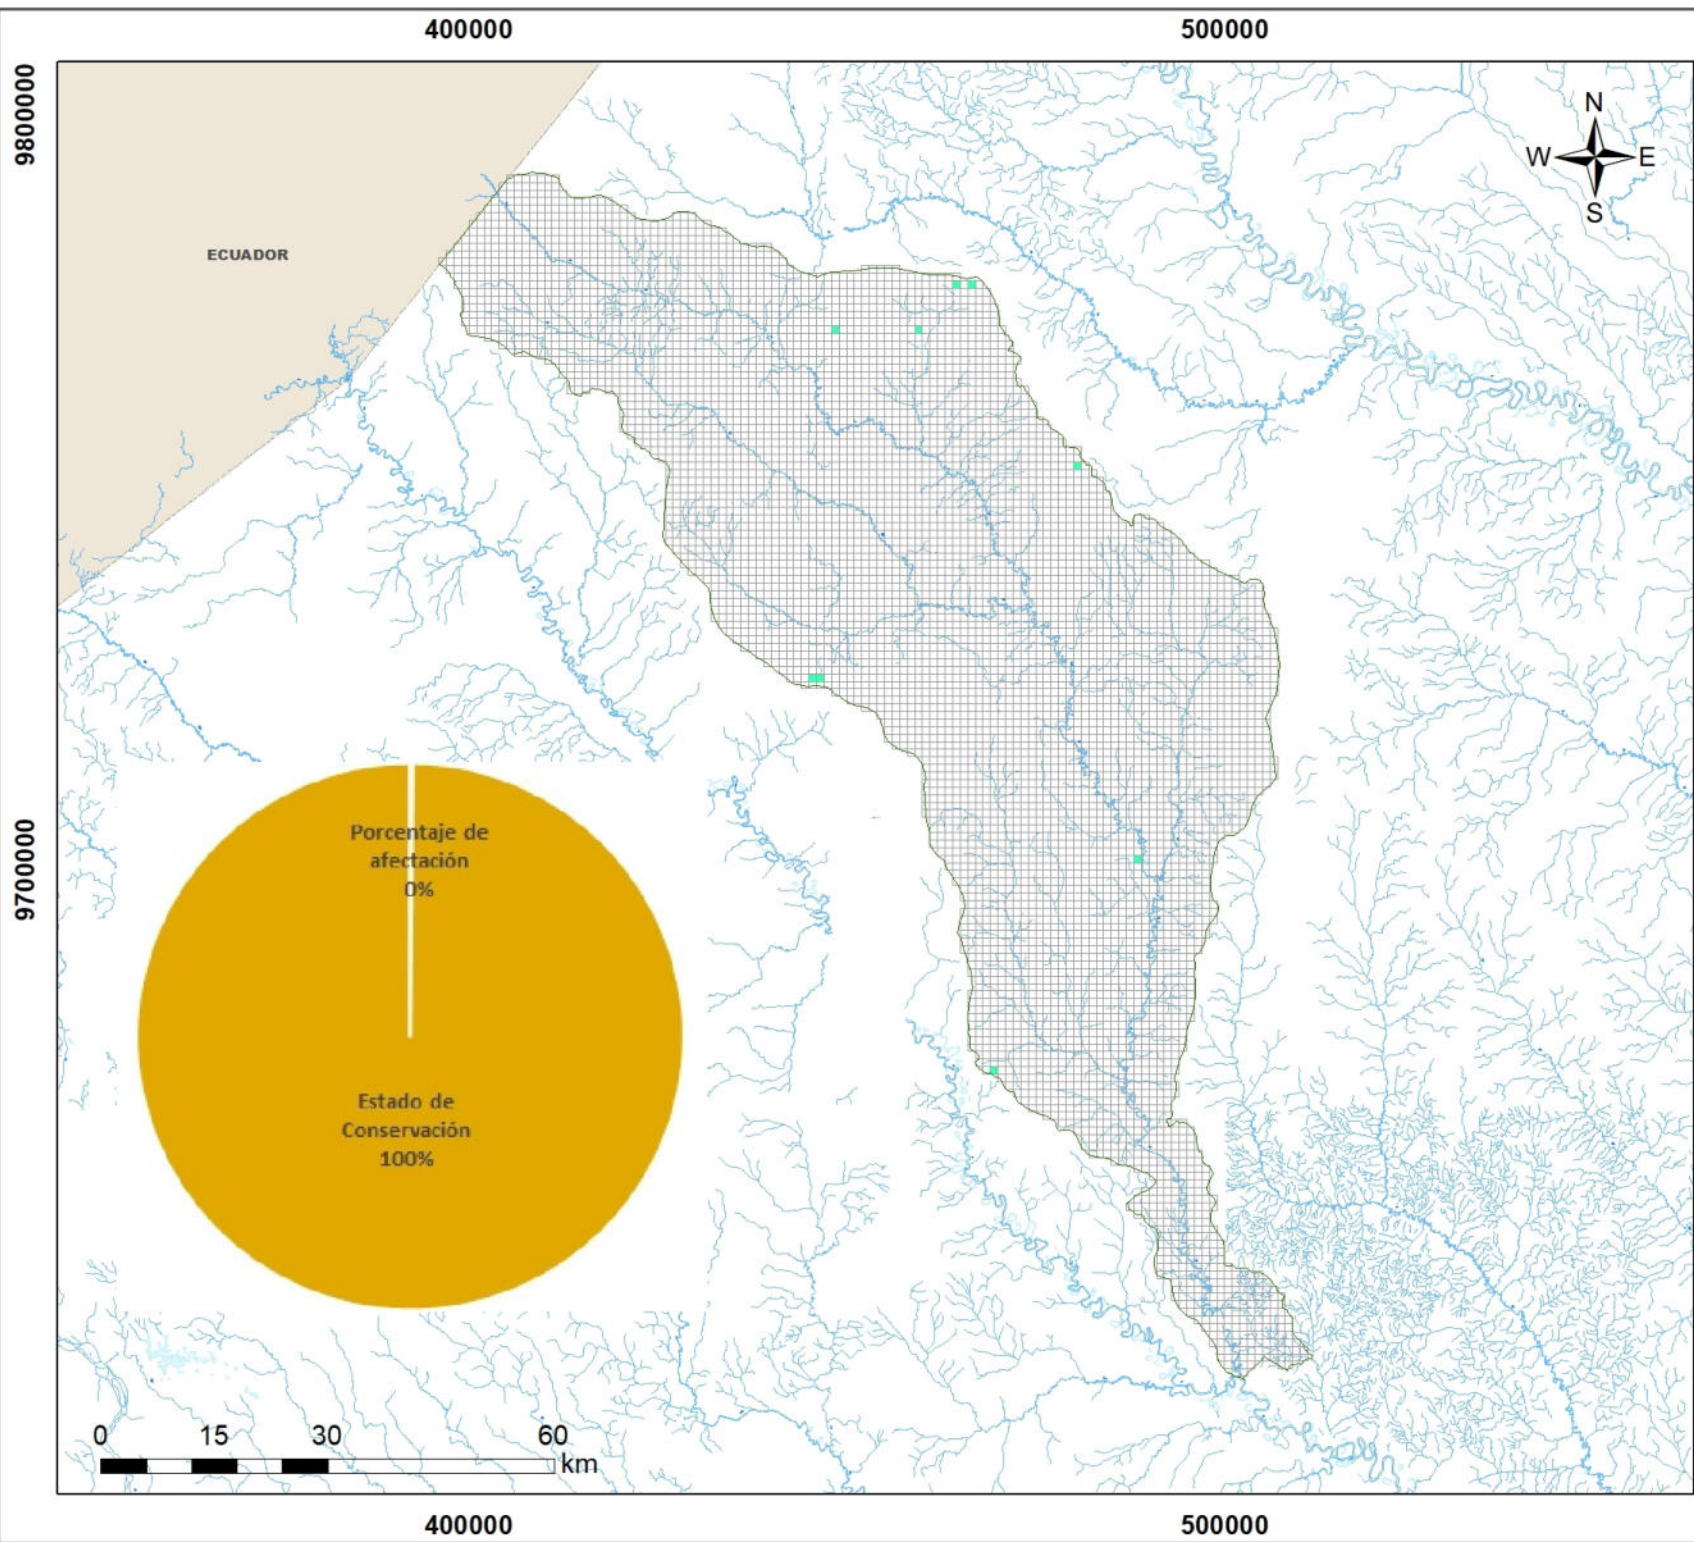 400000 500000
9800000
N
W E
S
ECUADOR
9700000
Porcentaje de
afectación
0%
Estado de
Conservación
100%
0 15 30 60
km
400000 500000